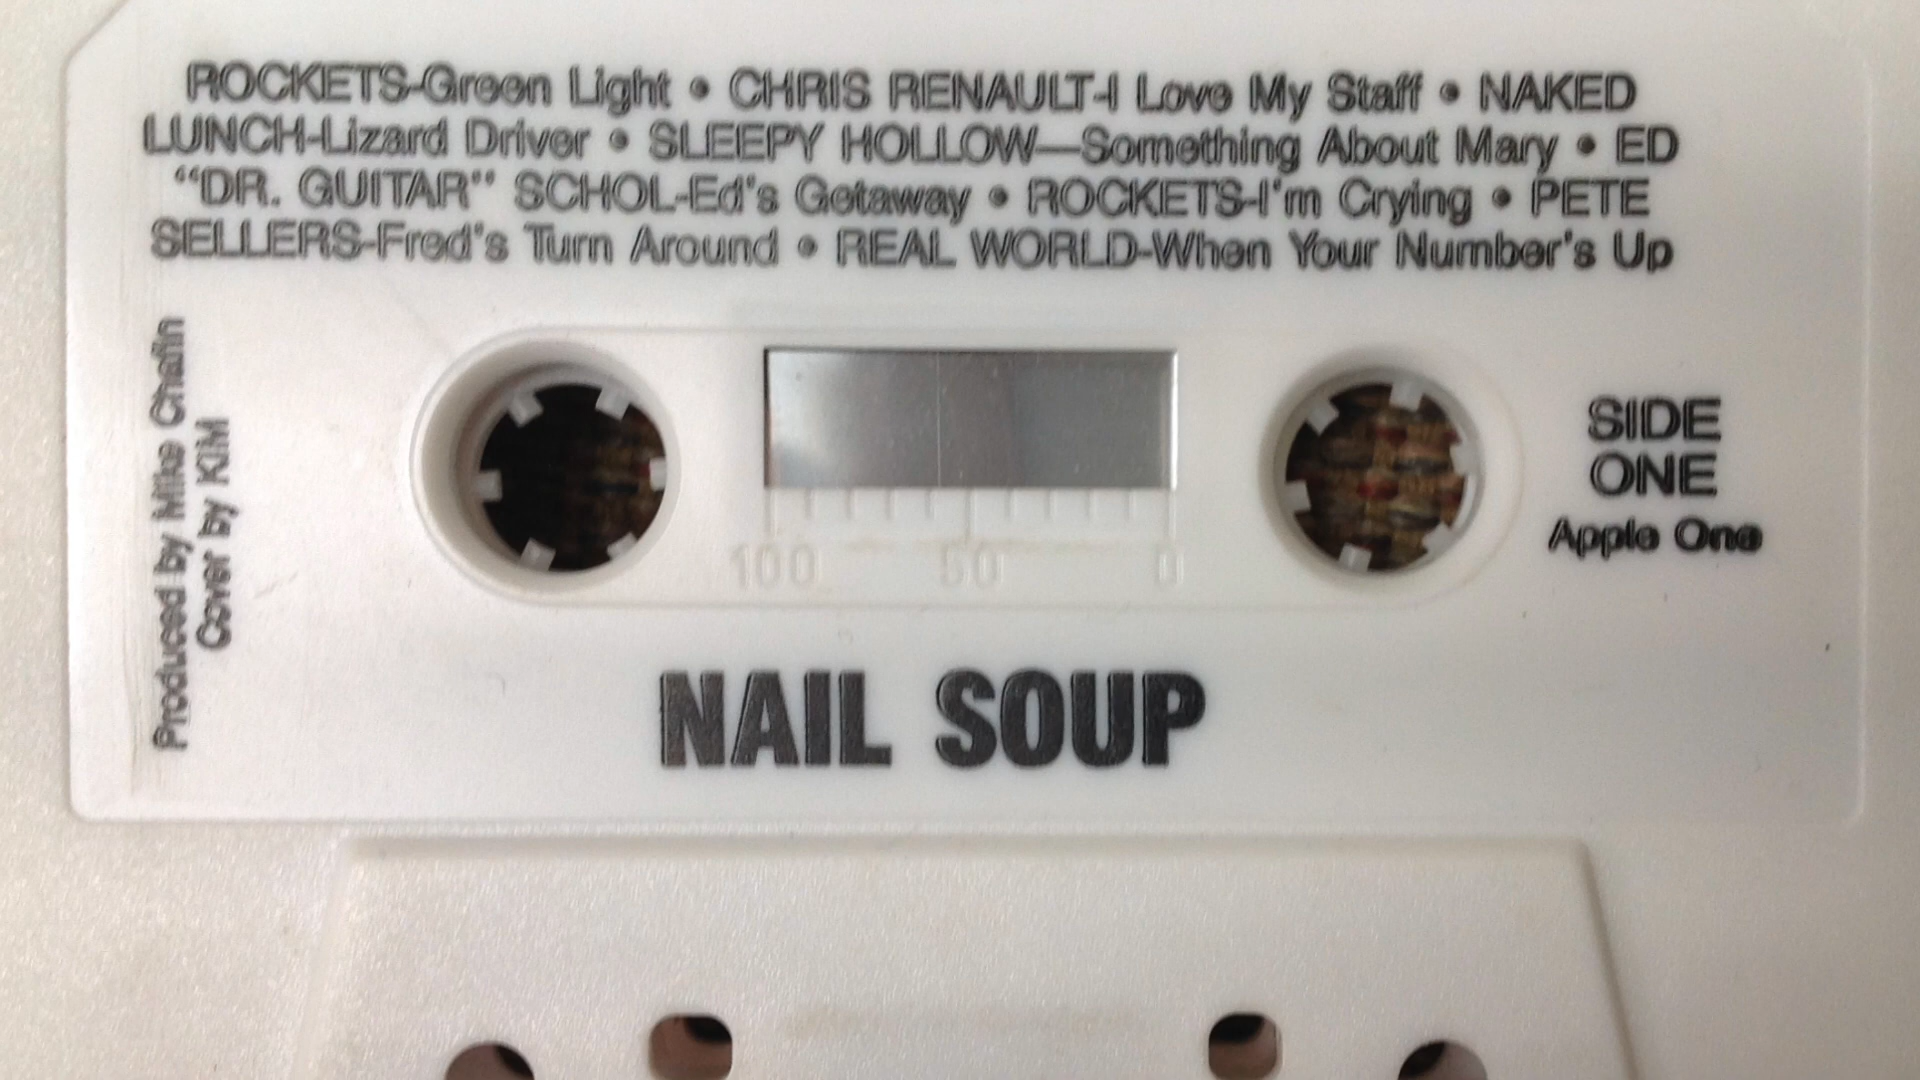 ROCKETS-Green Light • CHRIS RENAULT-I Love My Staff • NAKED
LUNCH-Lizard Driver • SLEEPY HOLLOW—Something About Mary • ED
“DR. GUITAR” SCHOL-Ed's Getaway • ROCKETS-I'm Crying • PETE
SELLERS-Fred's Turn Around • REAL WORLD-When Your Number's Up
Produced by Mike Chafin
Cover by KIM
100 50 0
SIDE
ONE
Apple One
NAIL SOUP